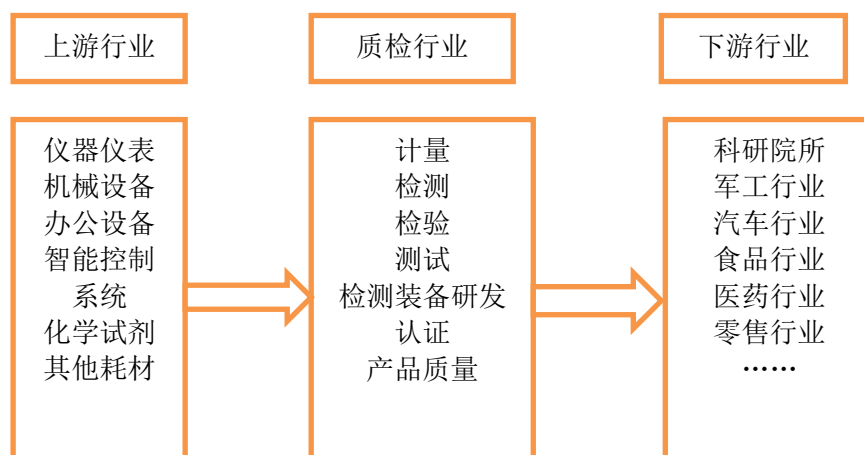 上游行业
质检行业
下游行业
仪器仪表
机械设备
办公设备
智能控制
系统
化学试剂
其他耗材
计量
检测
检验
测试
检测装备研发
认证
产品质量
科研院所
军工行业
汽车行业
食品行业
医药行业
零售行业
……